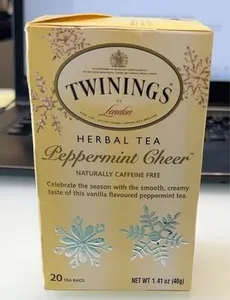 TWININGS
OF
London
HERBAL TEA
Peppermint Cheer™
NATURALLY CAFFEINE FREE
Celebrate the season with the smooth, creamy
taste of this vanilla flavoured peppermint tea.
20 TEA BAGS
NET WT. 1.41 oz (40g)